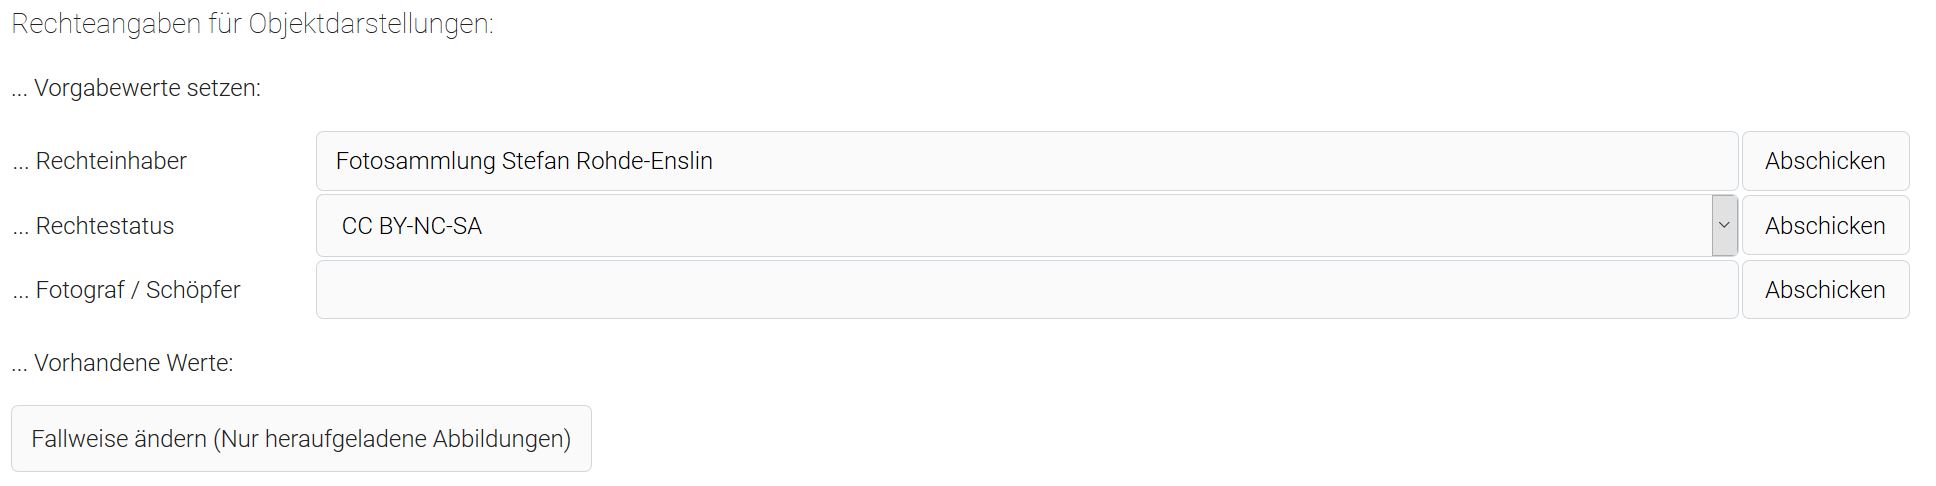 Rechteangaben für Objektdarstellungen:
... Vorgabewerte setzen:
... Rechteinhaber Fotosammlung Stefan Rohde-Enslin Abschicken
... Rechtestatus CC BY-NC-SA Abschicken
... Fotograf / Schöpfer Abschicken
... Vorhandene Werte:
Fallweise ändern (Nur heraufgeladene Abbildungen)